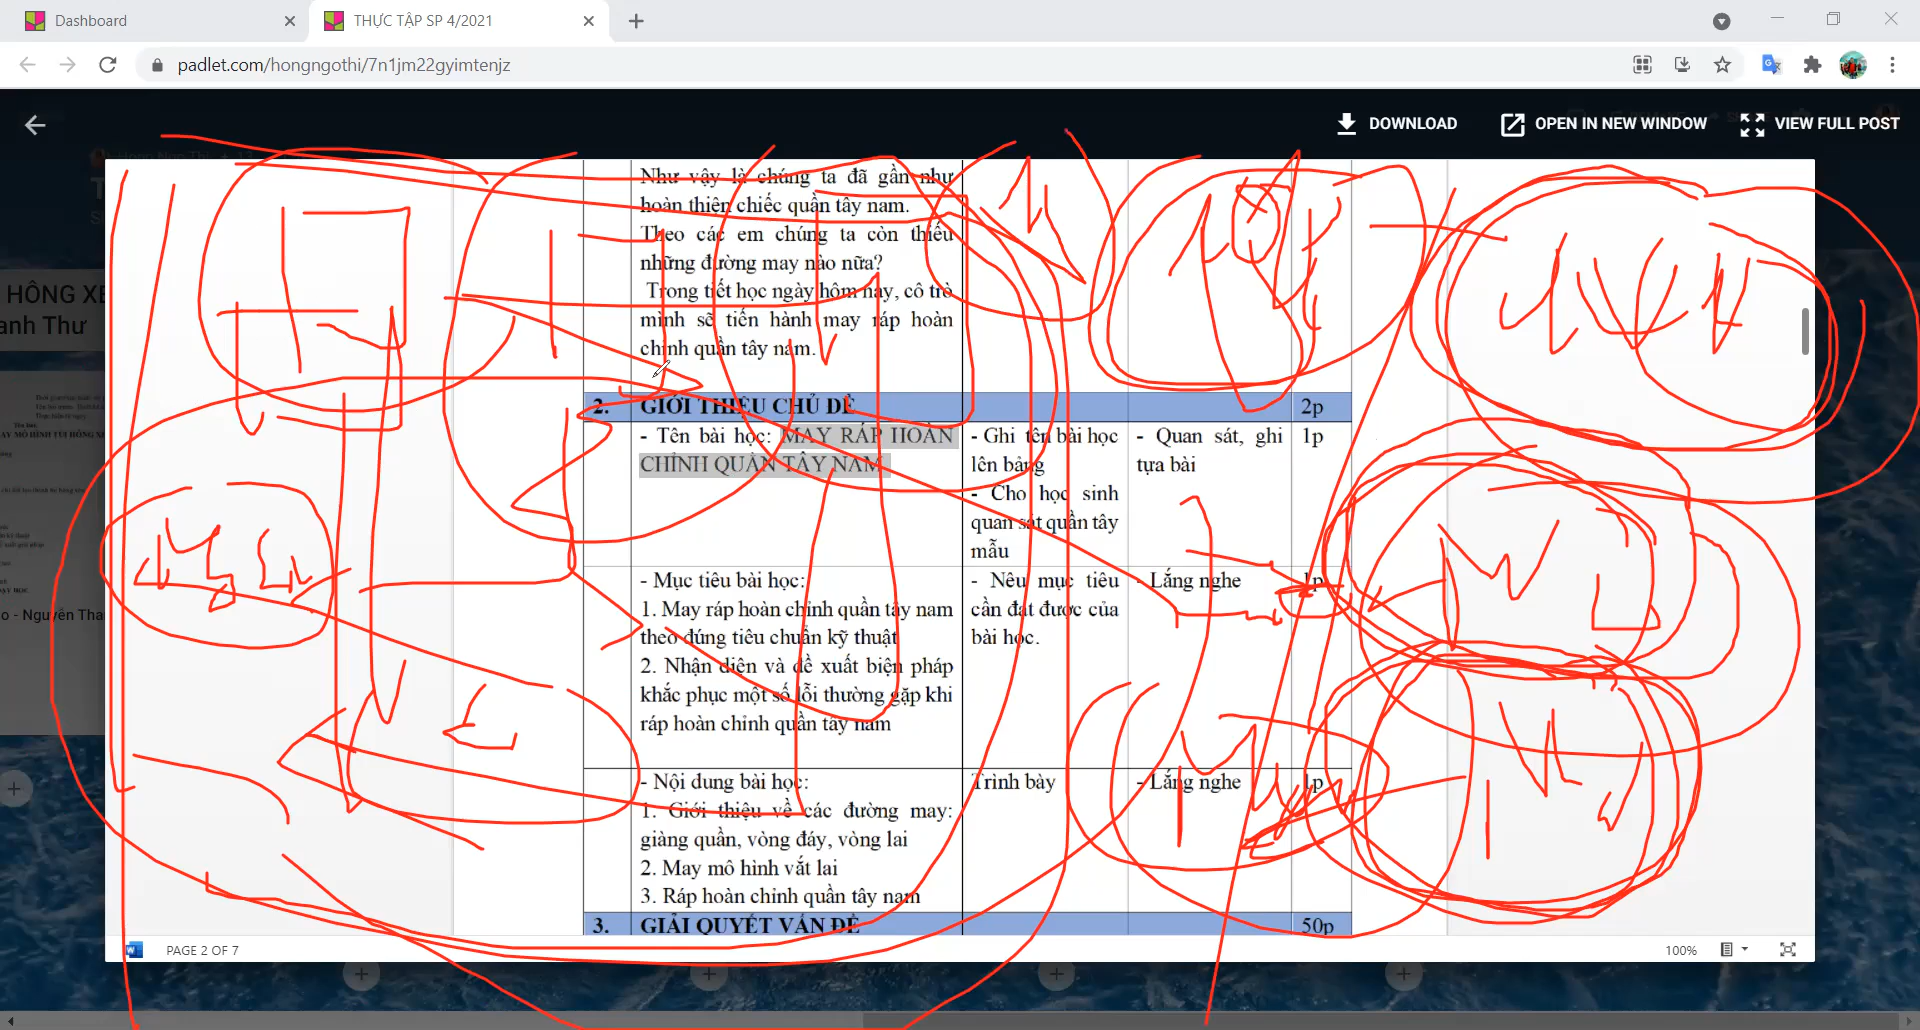 Dashboard
THỰC TẬP SP 4/2021
padlet.com/hongngothi/7n1jm22gyimtenjz
DOWNLOAD
OPEN IN NEW WINDOW
VIEW FULL POST
HỒNG XE
anh Thư
o - Nguyễn Tha
Như vậy là chúng ta đã gần như
hoàn thiện chiếc quần tây nam.
Theo các em chúng ta còn thiếu
những đường may nào nữa?
Trong tiết học ngày hôm nay, cô trò
mình sẽ tiến hành may ráp hoàn
chỉnh quần tây nam.
2. GIỚI THIỆU CHỦ ĐỀ 2p
- Tên bài học: MAY RÁP HOÀN
CHỈNH QUẦN TÂY NAM
- Ghi tên bài học
lên bảng
- Cho học sinh
quan sát quần tây
mẫu
- Quan sát, ghi
tựa bài
1p
- Mục tiêu bài học:
1. May ráp hoàn chỉnh quần tây nam
theo đúng tiêu chuẩn kỹ thuật
2. Nhận diện và đề xuất biện pháp
khắc phục một số lỗi thường gặp khi
ráp hoàn chỉnh quần tây nam
- Nêu mục tiêu
cần đạt được của
bài học.
- Lắng nghe
1p
- Nội dung bài học:
1. Giới thiệu về các đường may:
giàng quần, vòng đáy, vòng lai
2. May mô hình vắt lai
3. Ráp hoàn chỉnh quần tây nam
Trình bày
- Lắng nghe
1p
3. GIẢI QUYẾT VẤN ĐỀ 50p
PAGE 2 OF 7
100%